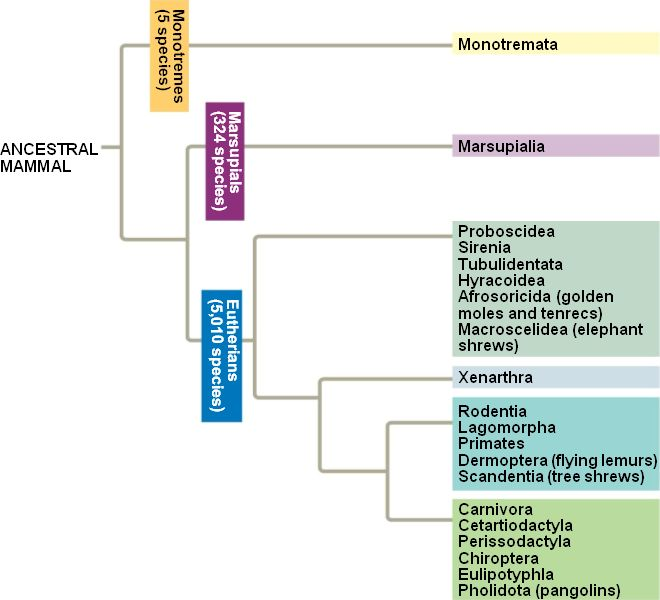 Monotremes
(5 species)
Monotremata
ANCESTRAL
MAMMAL
Marsupials
(324 species)
Marsupialia
Eutherians
(5,010 species)
Proboscidea
Sirenia
Tubulidentata
Hyracoidea
Afrosoricida (golden
moles and tenrecs)
Macroscelidea (elephant
shrews)
Xenarthra
Rodentia
Lagomorpha
Primates
Dermoptera (flying lemurs)
Scandentia (tree shrews)
Carnivora
Cetartiodactyla
Perissodactyla
Chiroptera
Eulipotyphla
Pholidota (pangolins)